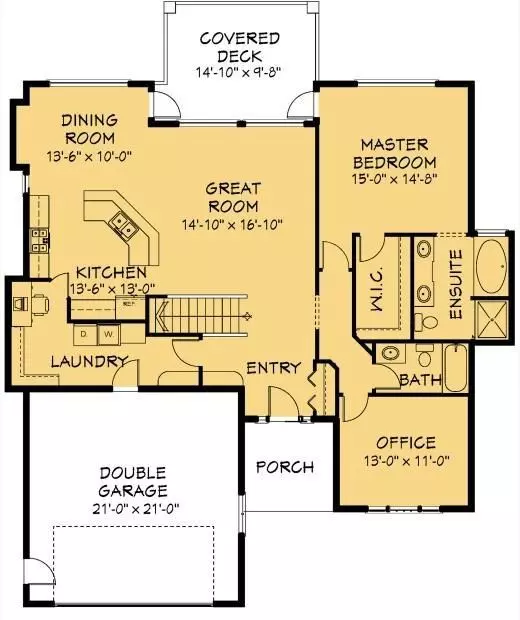 COVERED
DECK
14'-10" x 9'-8"
DINING
ROOM
13'-6" x 10'-0"
MASTER
BEDROOM
15'-0" x 14'-8"
GREAT
ROOM
14'-10" x 16'-10"
KITCHEN
13'-6" x 13'-0"
REF.
W.I.C.
ENSUITE
D
W
LAUNDRY
ENTRY
BATH
OFFICE
13'-0" x 11'-0"
PORCH
DOUBLE
GARAGE
21'-0" x 21'-0"